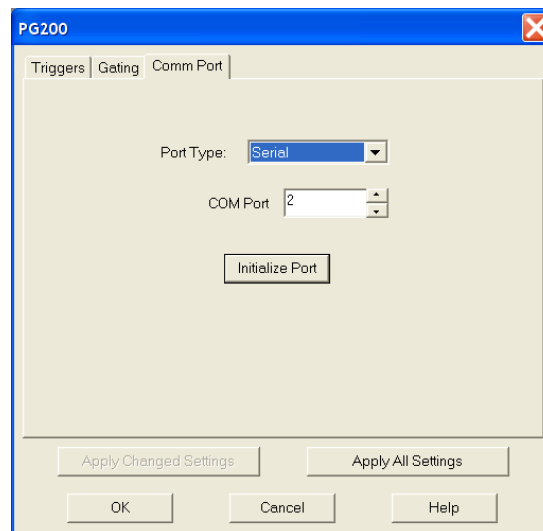 PG200
Triggers Gating Comm Port
Port Type: Serial
COM Port 2
Initialize Port
Apply Changed Settings Apply All Settings
OK Cancel Help